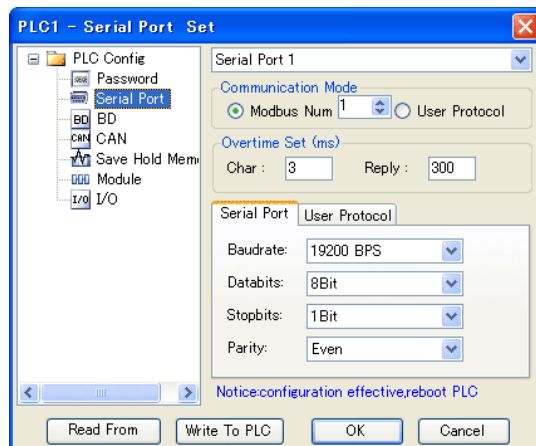 PLC1 - Serial Port Set
PLC Config
Password
Serial Port
BD BD
CAN CAN
Save Hold Mem
Module
I/O I/O
Serial Port 1
Communication Mode
Modbus Num 1 User Protocol
Overtime Set (ms)
Char : 3 Reply : 300
Serial Port User Protocol
Baudrate: 19200 BPS
Databits: 8Bit
Stopbits: 1Bit
Parity: Even
Notice:configuration effective,reboot PLC
Read From Write To PLC OK Cancel